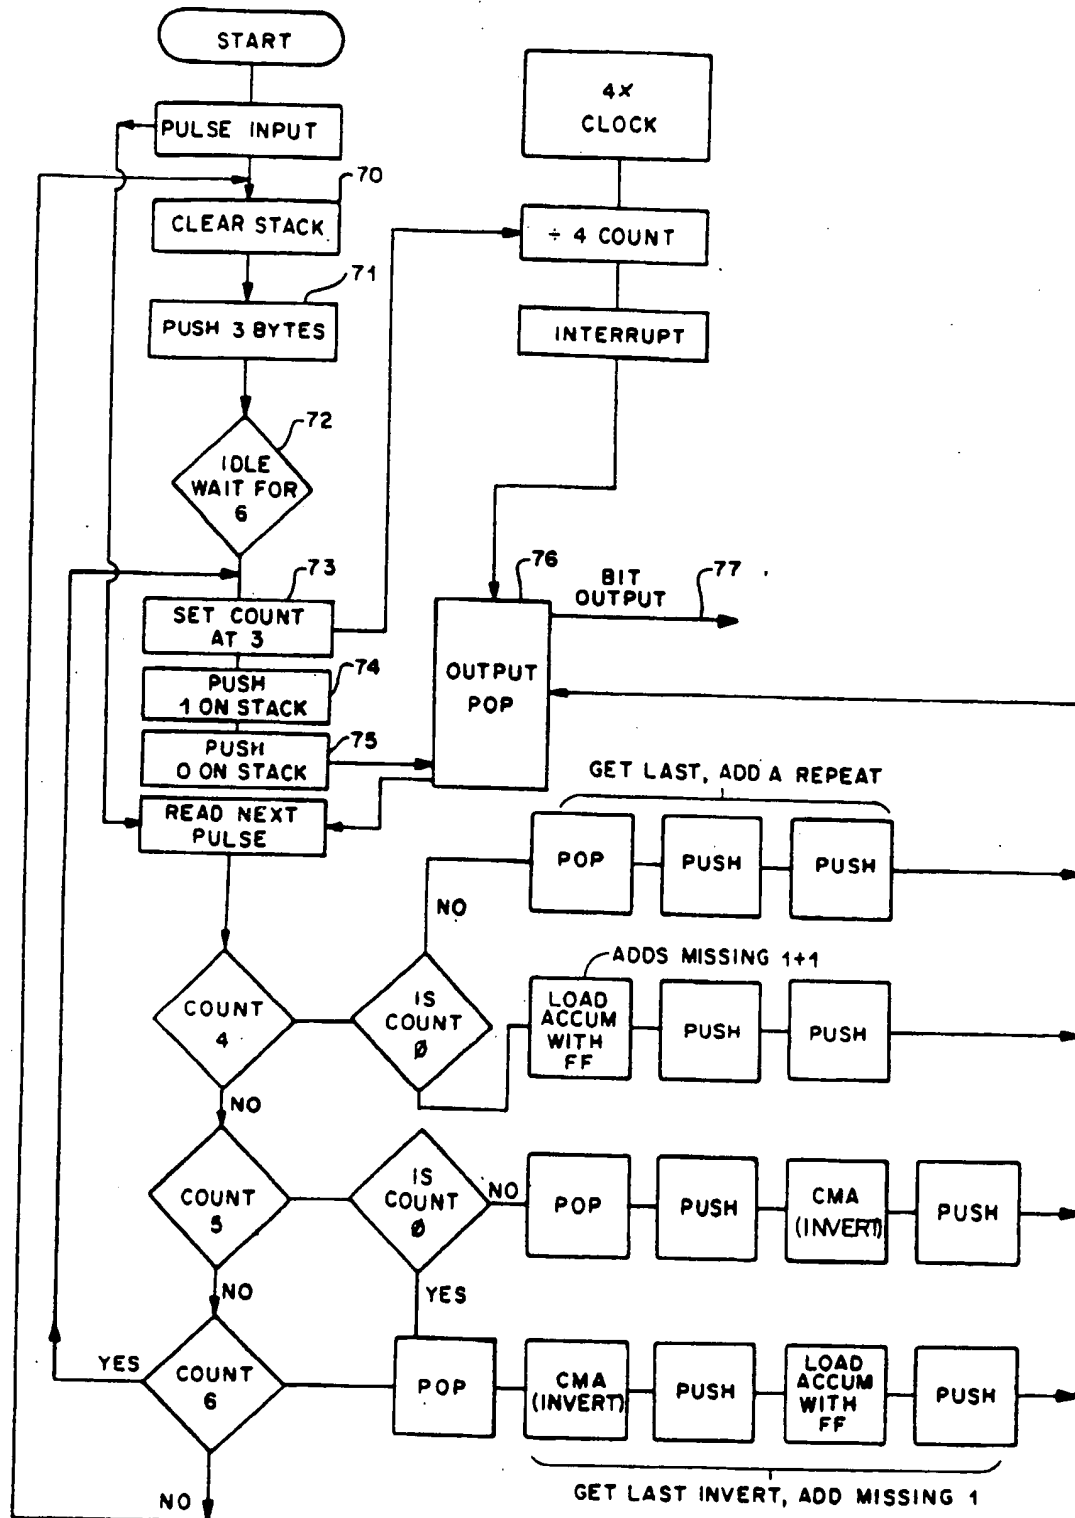 START
PULSE INPUT
70
CLEAR STACK
71
PUSH 3 BYTES
72
IDLE
WAIT FOR
6
73
SET COUNT
AT 3
74
PUSH
1 ON STACK
75
PUSH
0 ON STACK
READ NEXT
PULSE
4X
CLOCK
÷ 4 COUNT
INTERRUPT
76
OUTPUT
POP
BIT
OUTPUT
77
GET LAST, ADD A REPEAT
POP
PUSH
PUSH
NO
COUNT
4
IS
COUNT
Ø
ADDS MISSING 1+1
LOAD
ACCUM
WITH
FF
PUSH
PUSH
NO
COUNT
5
IS
COUNT
Ø
NO
POP
PUSH
CMA
(INVERT)
PUSH
NO
YES
YES
COUNT
6
POP
CMA
(INVERT)
PUSH
LOAD
ACCUM
WITH
FF
PUSH
NO
GET LAST INVERT, ADD MISSING 1